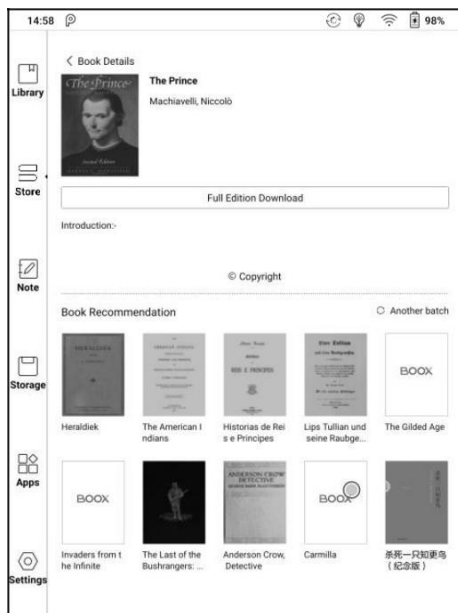 14:58
98%
Library
Store
Note
Storage
Apps
Settings
Book Details
The Prince
Second Edition
The Prince
Machiavelli, Niccolò
Full Edition Download
Introduction:-
© Copyright
Book Recommendation
Another batch
HERALDIEK
BOOX
Heraldiek
The American I
ndians
Historias de Rei
s e Principes
Lips Tullian und
seine Raubge...
The Gilded Age
BOOX
ANDERSON CROW
DETECTIVE
BOOX
Invaders from t
he Infinite
The Last of the
Bushrangers: ...
Anderson Crow,
Detective
Carmilla
杀死一只知更鸟
（纪念版）